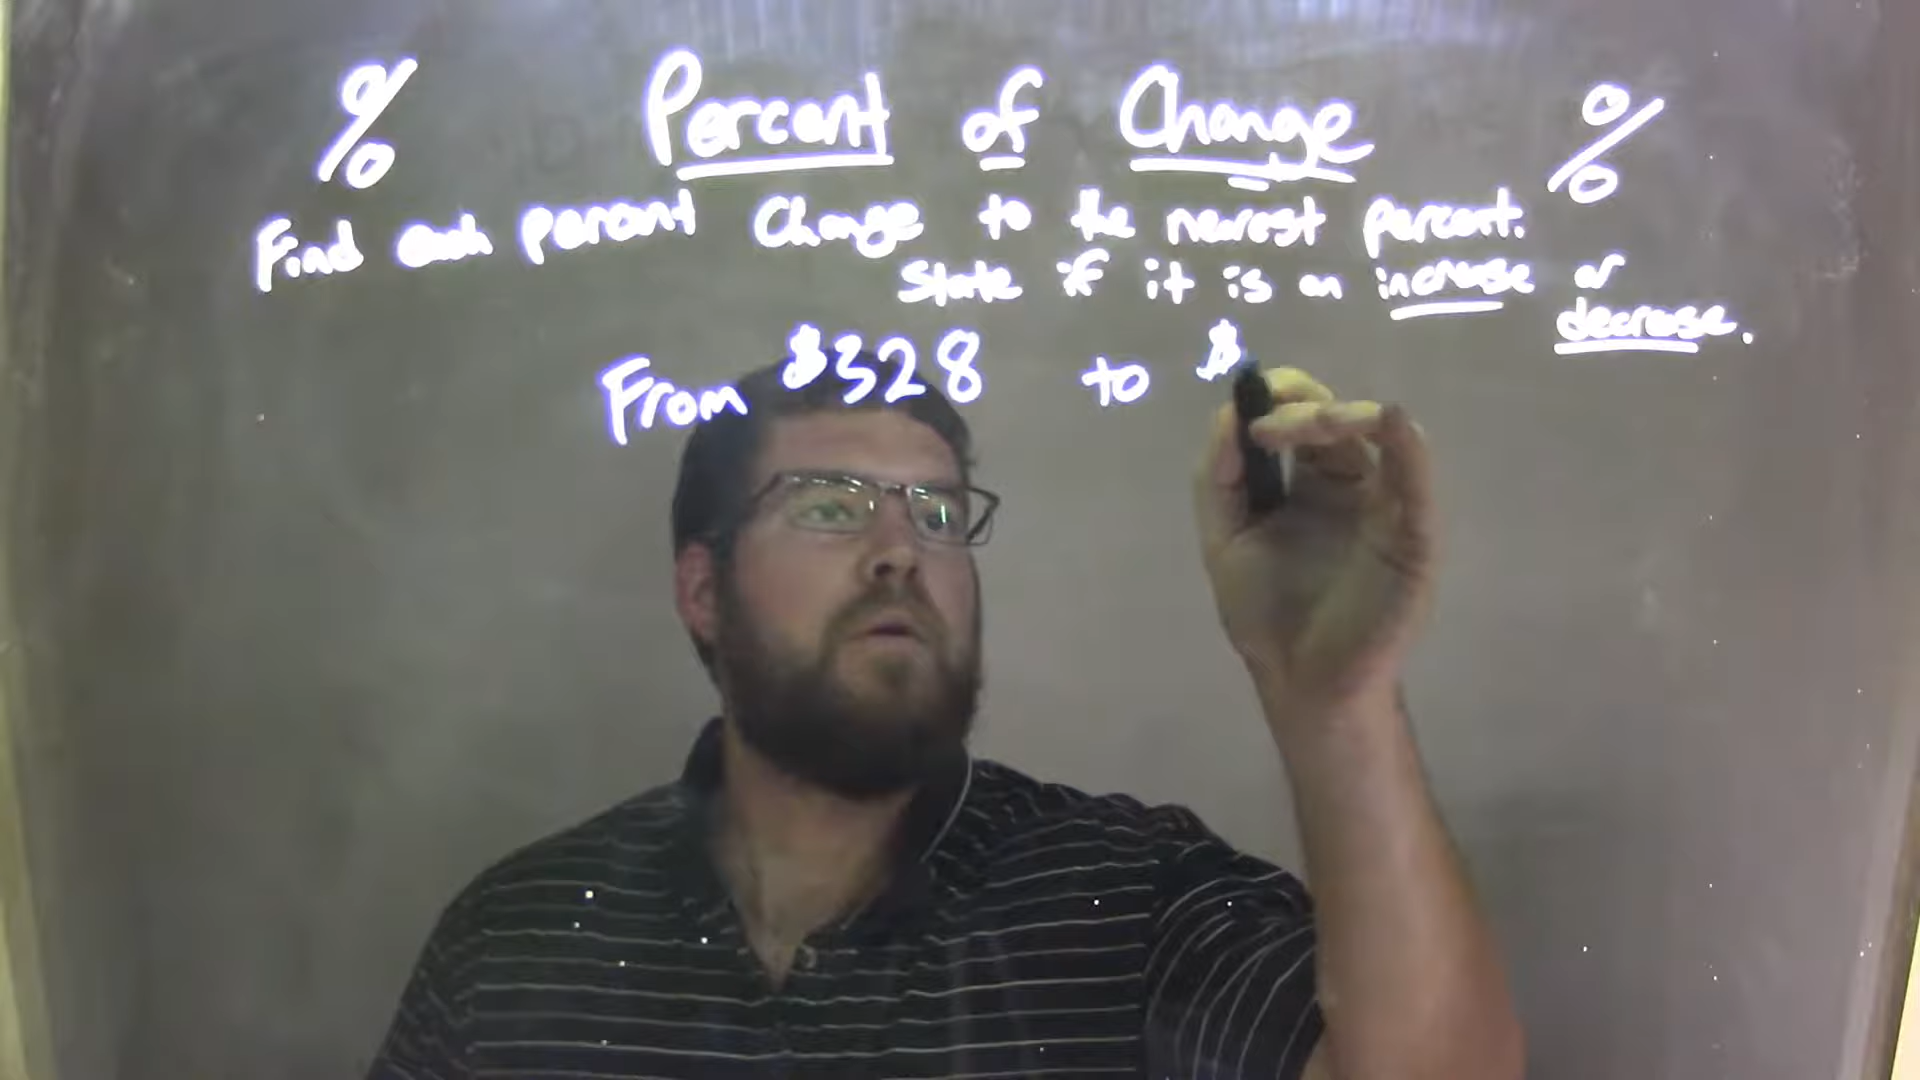 % Percent of Change %
Find each percent Change to the nearest percent.
State if it is an increase or
decrease.
From $328 to $